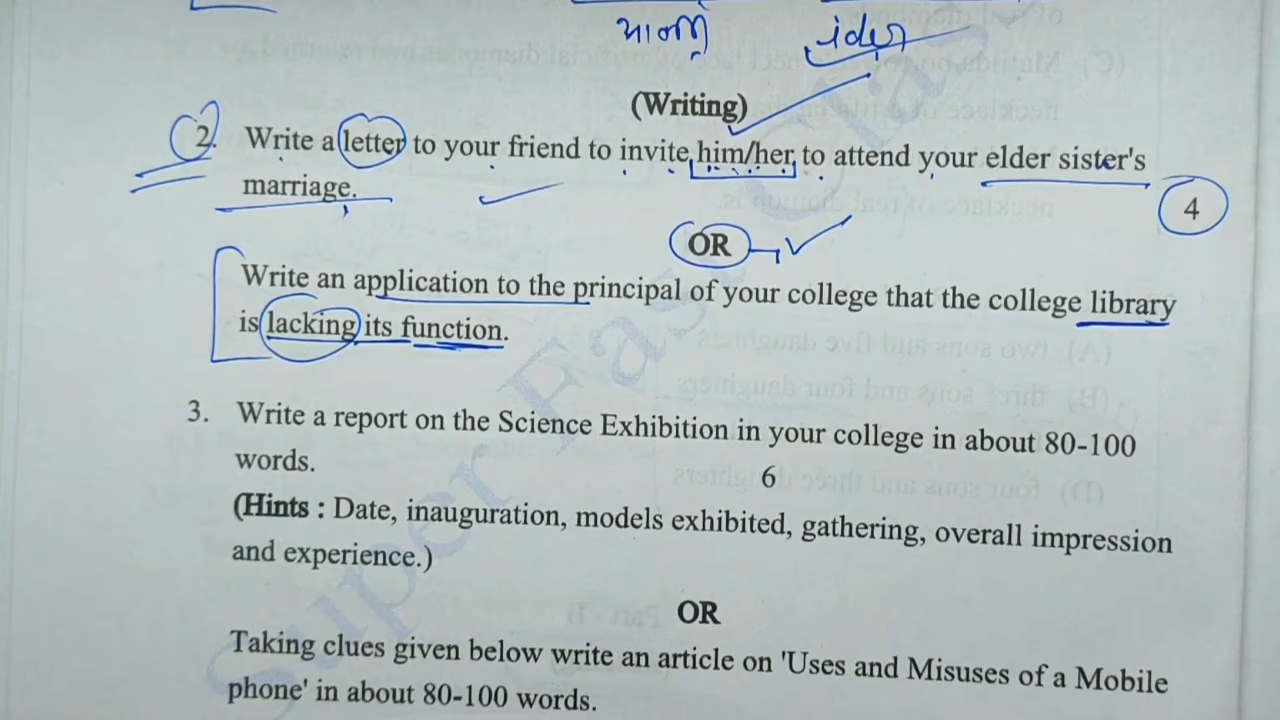 (Writing)
2. Write a letter to your friend to invite him/her to attend your elder sister's
marriage.
4
OR
Write an application to the principal of your college that the college library
is lacking its function.
3. Write a report on the Science Exhibition in your college in about 80-100
words.
6
(Hints : Date, inauguration, models exhibited, gathering, overall impression
and experience.)
OR
Taking clues given below write an article on 'Uses and Misuses of a Mobile
phone' in about 80-100 words.